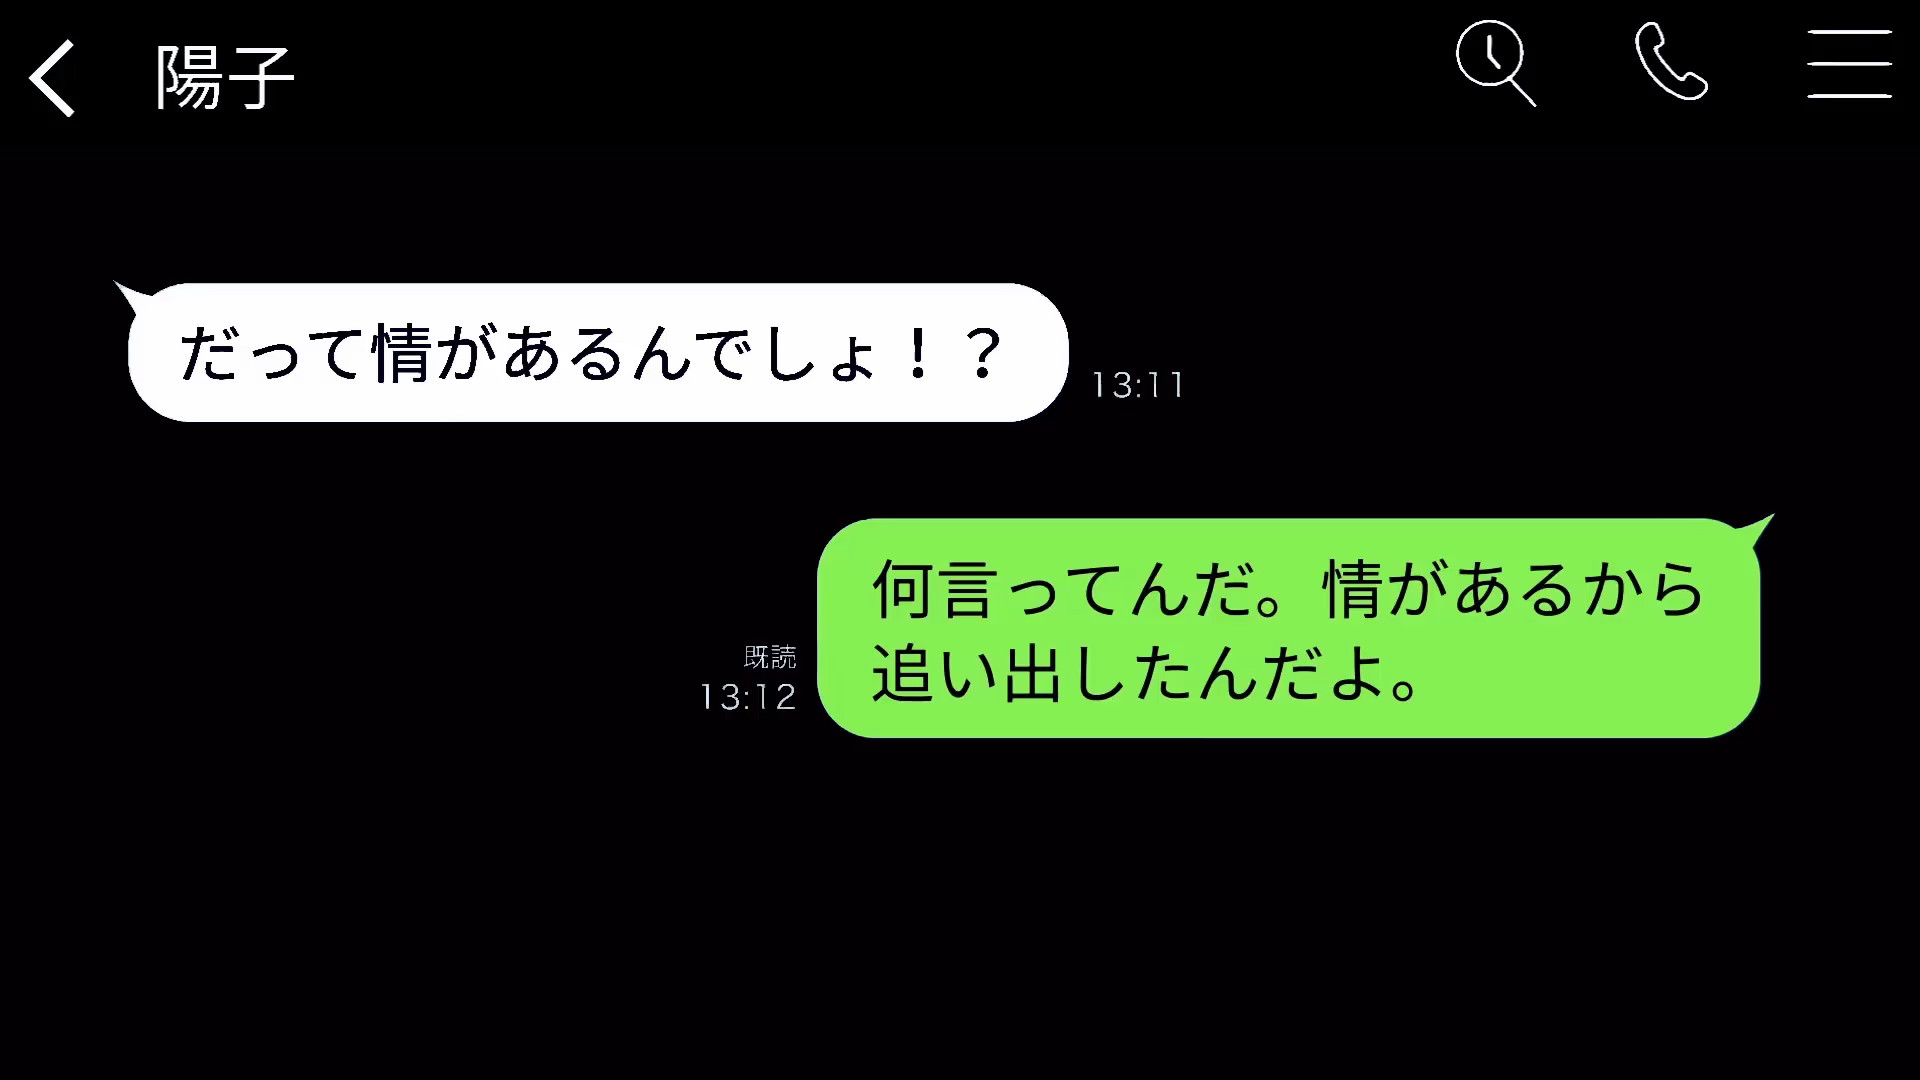 陽子
だって情があるんでしょ！？
13:11
何言ってんだ。情があるから
追い出したんだよ。
既読
13:12